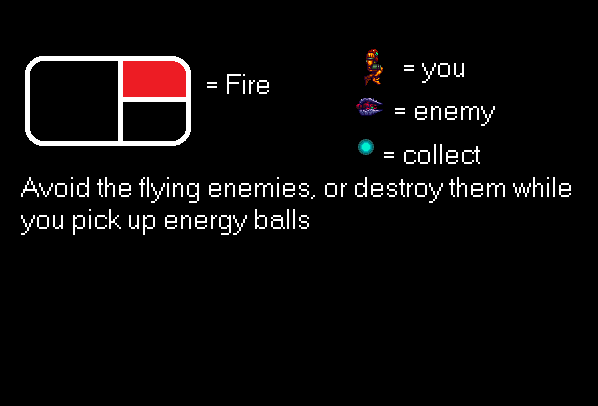 = Fire
= you
= enemy
= collect
Avoid the flying enemies, or destroy them while
you pick up energy balls